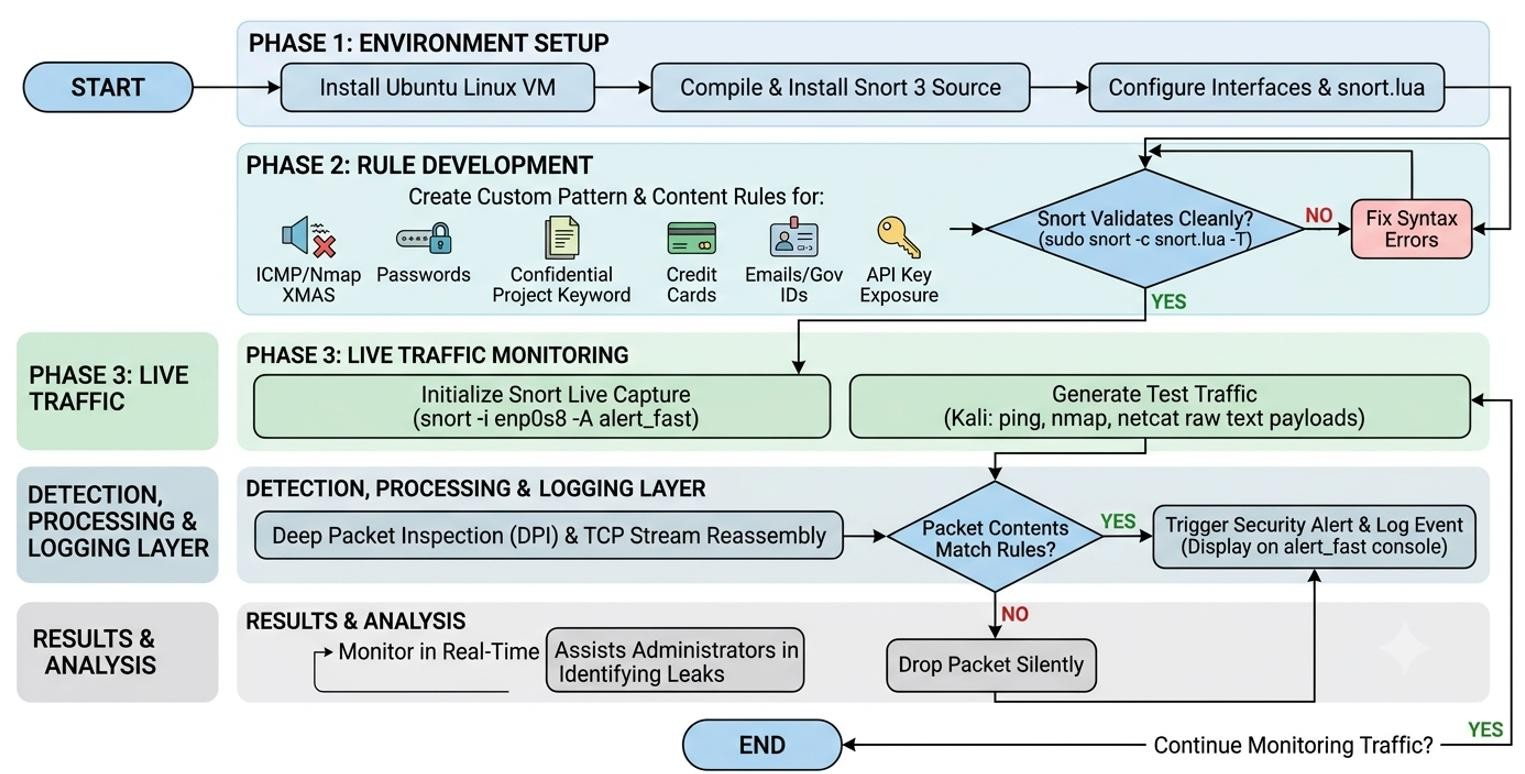 PHASE 1: ENVIRONMENT SETUP
START
Install Ubuntu Linux VM
Compile & Install Snort 3 Source
Configure Interfaces & snort.lua
PHASE 2: RULE DEVELOPMENT
Create Custom Pattern & Content Rules for:
ICMP/Nmap
XMAS
Passwords
Confidential
Project Keyword
Credit
Cards
Emails/Gov
IDs
API Key
Exposure
Snort Validates Cleanly?
(sudo snort -c snort.lua -T)
NO
Fix Syntax
Errors
YES
PHASE 3: LIVE
TRAFFIC
PHASE 3: LIVE TRAFFIC MONITORING
Initialize Snort Live Capture
(snort -i enp0s8 -A alert_fast)
Generate Test Traffic
(Kali: ping, nmap, netcat raw text payloads)
DETECTION,
PROCESSING &
LOGGING LAYER
DETECTION, PROCESSING & LOGGING LAYER
Deep Packet Inspection (DPI) & TCP Stream Reassembly
Packet Contents
Match Rules?
YES
Trigger Security Alert & Log Event
(Display on alert_fast console)
NO
RESULTS &
ANALYSIS
RESULTS & ANALYSIS
Monitor in Real-Time
Assists Administrators in
Identifying Leaks
Drop Packet Silently
END
Continue Monitoring Traffic?
YES